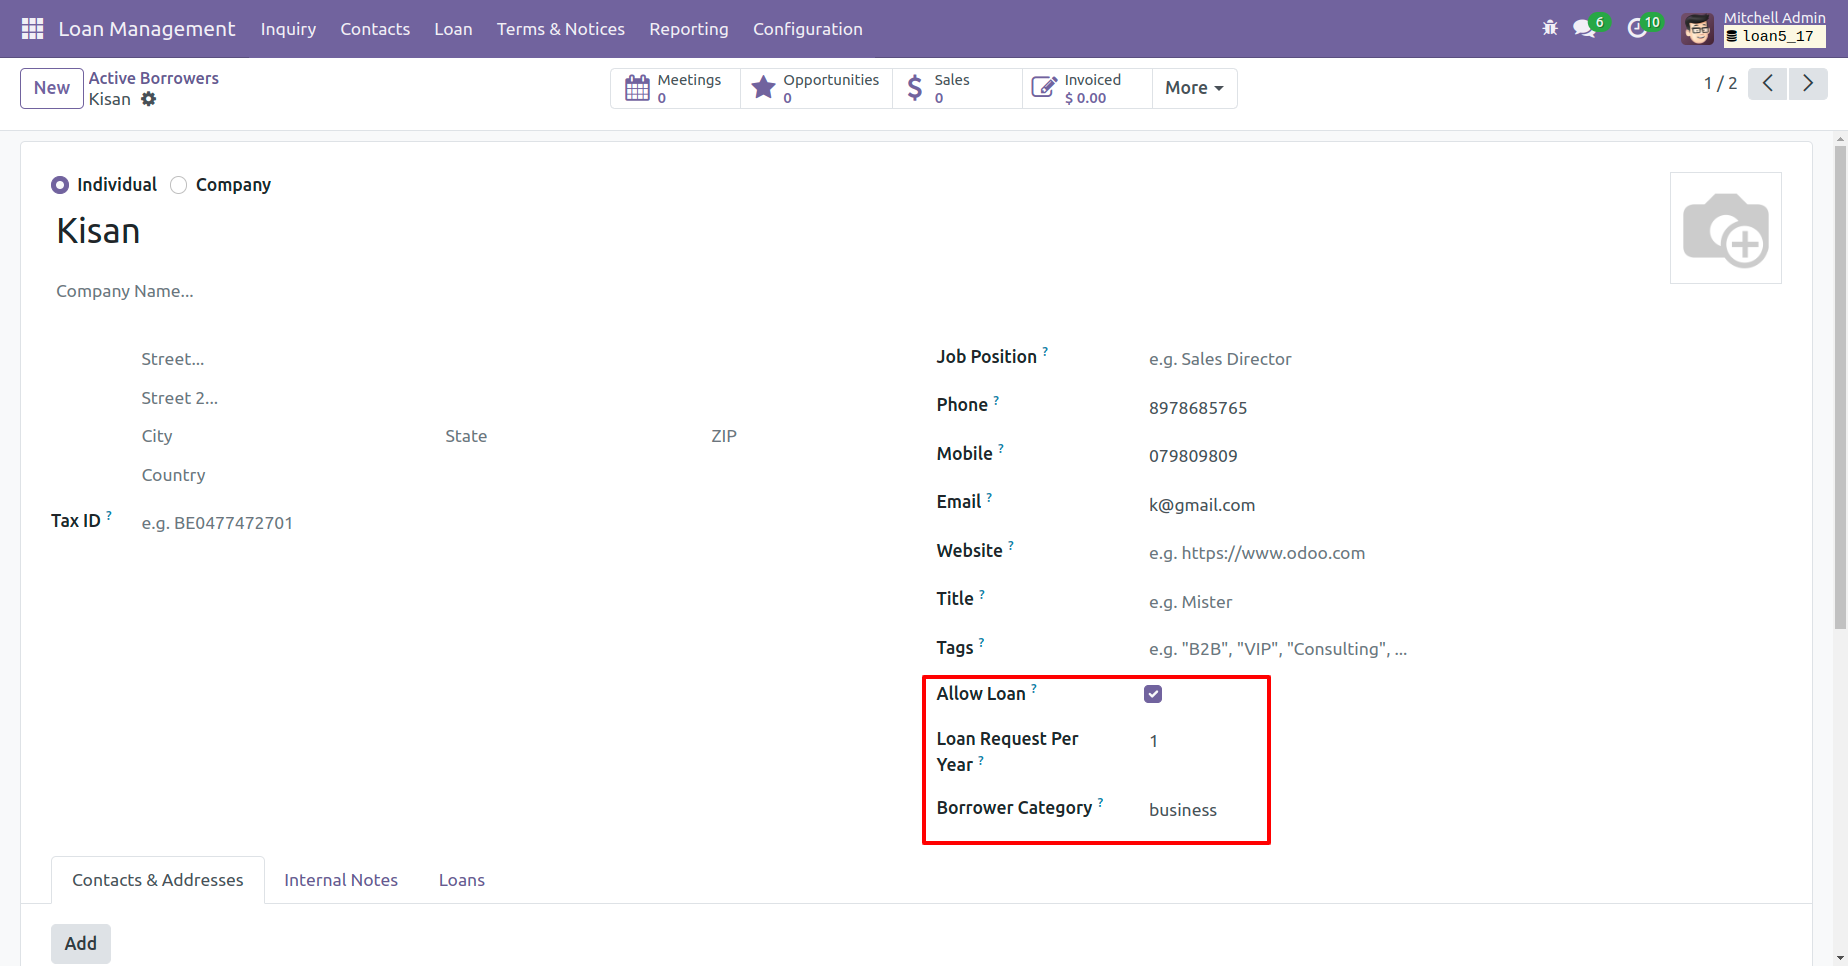 Loan Management Inquiry Contacts Loan Terms & Notices Reporting Configuration 6 10 Mitchell Admin
loan5_17
New Active Borrowers
Kisan
Meetings
0
Opportunities
0
Sales
0
Invoiced
$ 0.00
More
1 / 2
Individual Company
Kisan
Company Name...
Street...
Street 2...
City State ZIP
Country
Tax ID ? e.g. BE0477472701
Job Position ? e.g. Sales Director
Phone ? 8978685765
Mobile ? 079809809
Email ? k@gmail.com
Website ? e.g. https://www.odoo.com
Title ? e.g. Mister
Tags ? e.g. "B2B", "VIP", "Consulting", ...
Allow Loan ?
Loan Request Per
Year ? 1
Borrower Category ? business
Contacts & Addresses Internal Notes Loans
Add